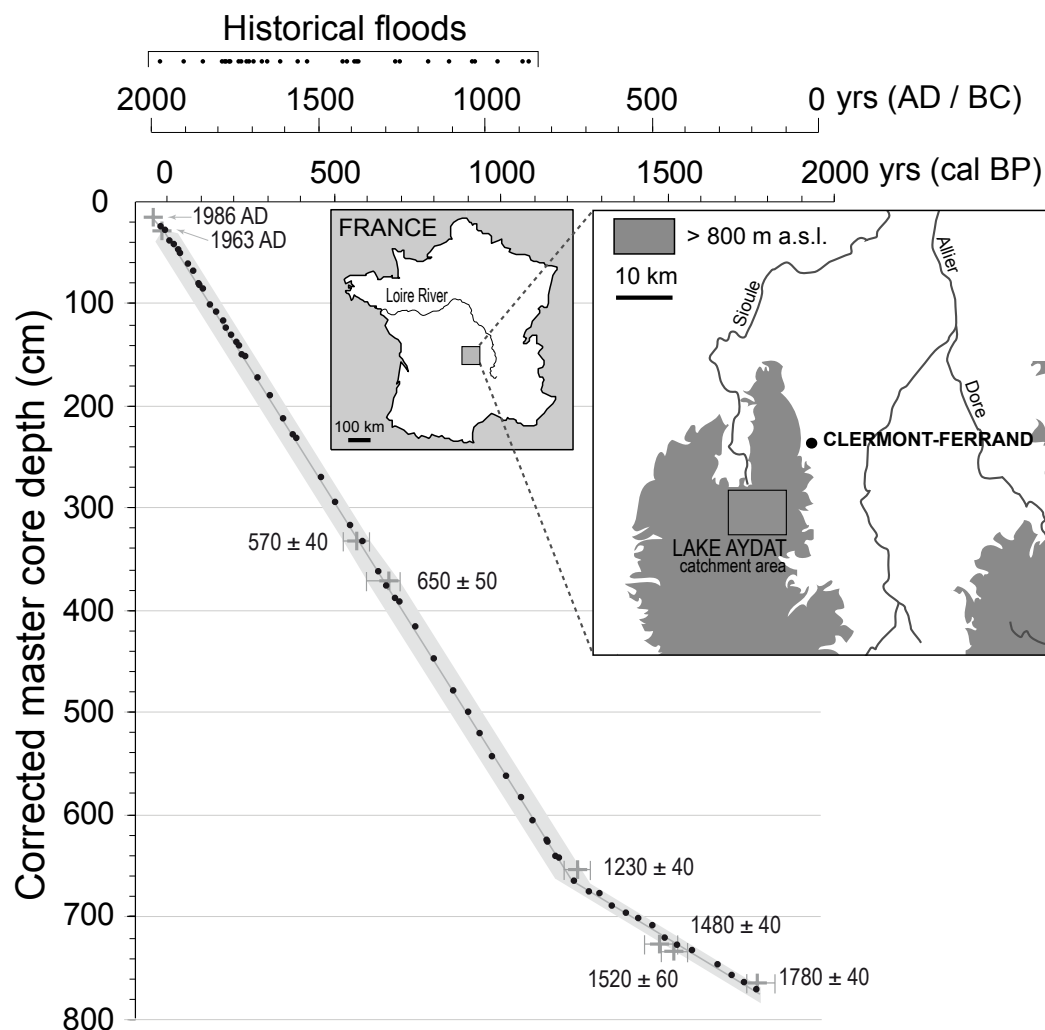 Historical floods
2000 1500 1000 500 0 yrs (AD / BC)
0 500 1000 1500 2000 yrs (cal BP)
Corrected master core depth (cm)
0
100
200
300
400
500
600
700
800
1986 AD
1963 AD
570 ± 40
650 ± 50
1230 ± 40
1480 ± 40
1520 ± 60
1780 ± 40
FRANCE
Loire River
100 km
> 800 m a.s.l.
10 km
Sioule
Allier
Dore
CLERMONT-FERRAND
LAKE AYDAT
catchment area